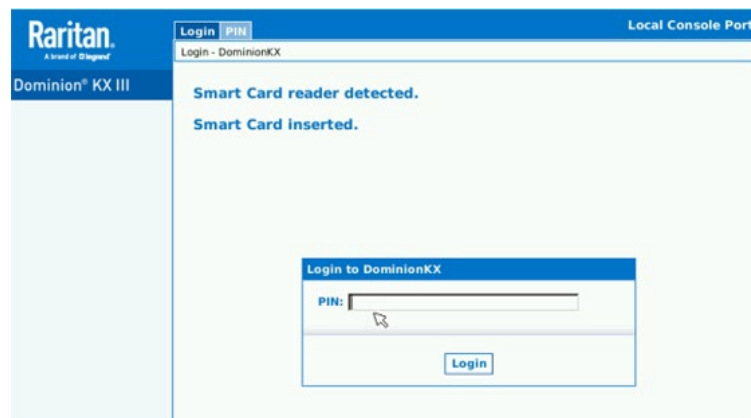 Raritan.
A brand of legrand
Dominion® KX III
Login PIN
Local Console Port
Login - DominionKX
Smart Card reader detected.
Smart Card inserted.
Login to DominionKX
PIN:
Login